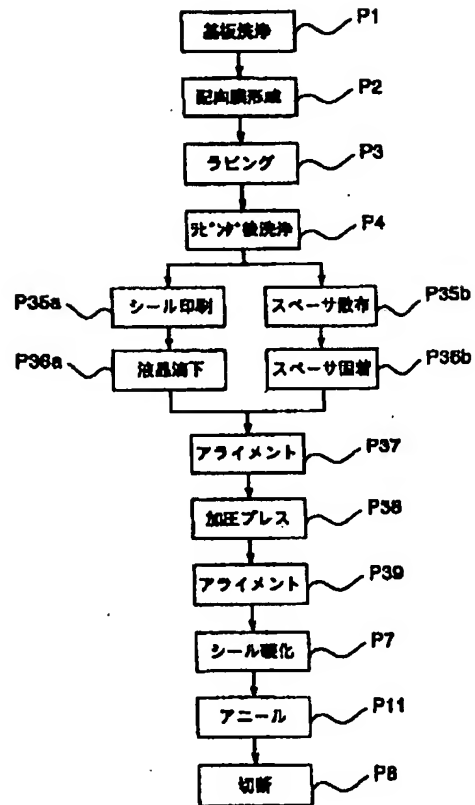 基板洗浄 P1
配向膜形成 P2
ラビング P3
ラビング後洗浄 P4
P35a シール印刷 スペーサ散布 P35b
P36a 液晶滴下 スペーサ固着 P36b
アライメント P37
加圧プレス P38
アライメント P39
シール硬化 P7
アニール P11
切断 P8